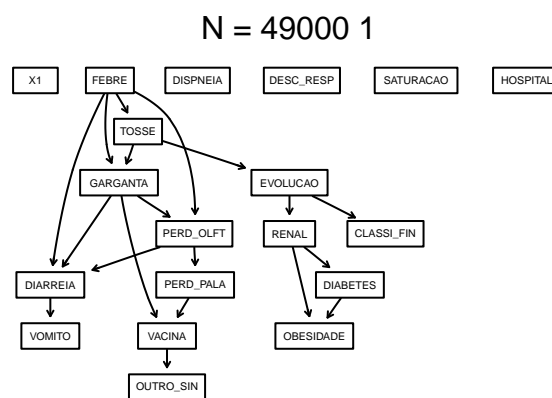 N = 49000 1
X1 FEBRE DISPNEIA DESC_RESP SATURACAO HOSPITAL
TOSSE
GARGANTA EVOLUCAO
PERD_OLFT RENAL CLASSI_FIN
DIARREIA PERD_PALA DIABETES
VOMITO VACINA OBESIDADE
OUTRO_SIN